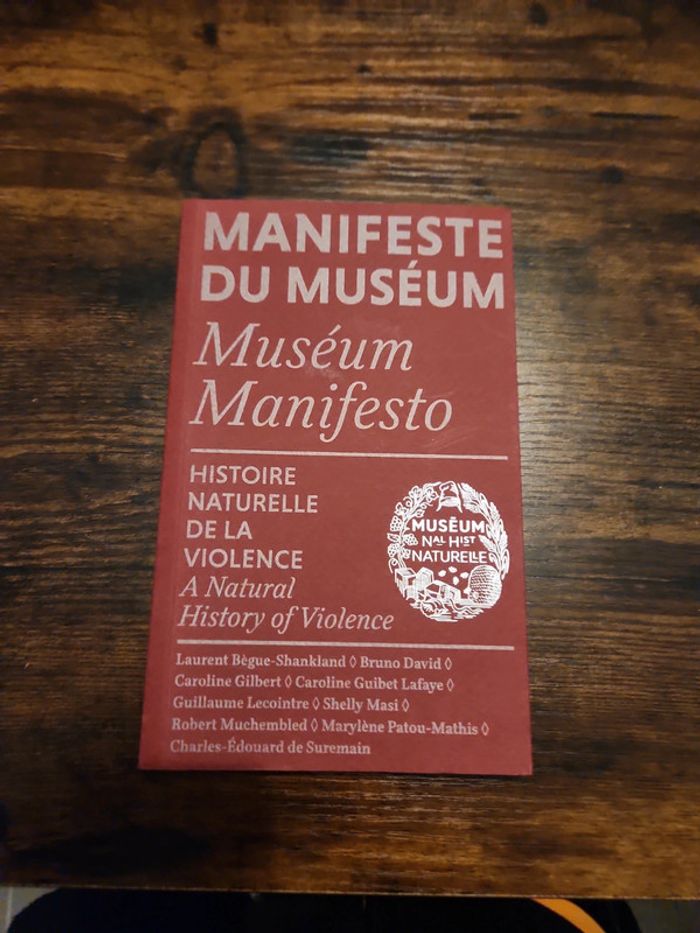 MANIFESTE
DU MUSÉUM
Muséum
Manifesto
HISTOIRE
NATURELLE
DE LA
VIOLENCE
A Natural
History of Violence
MUSÉUM
NAL HIST
NATURELLE
Laurent Bègue-Shankland ◊ Bruno David ◊
Caroline Gilbert ◊ Caroline Guibet Lafaye ◊
Guillaume Lecointre ◊ Shelly Masi ◊
Robert Muchembled ◊ Marylène Patou-Mathis ◊
Charles-Édouard de Suremain